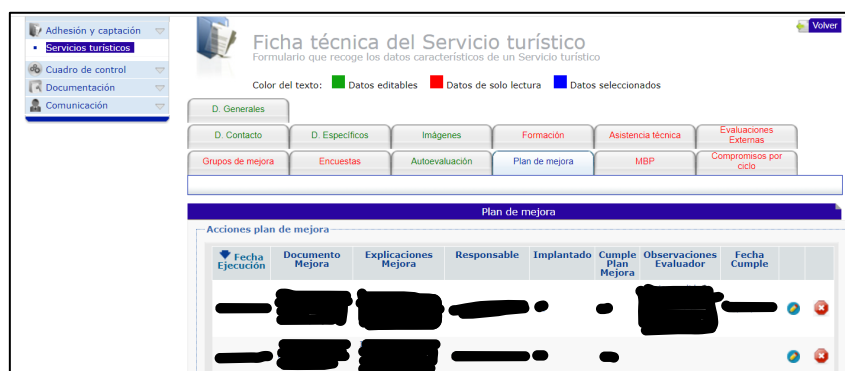 Volver
Adhesión y captación
Servicios turísticos
Cuadro de control
Documentación
Comunicación
Ficha técnica del Servicio turístico
Formulario que recoge los datos característicos de un Servicio turístico
Color del texto: Datos editables Datos de solo lectura Datos seleccionados
D. Generales
D. Contacto D. Específicos Imágenes Formación Asistencia técnica Evaluaciones Externas
Grupos de mejora Encuestas Autoevaluación Plan de mejora MBP Compromisos por ciclo
Plan de mejora
Acciones plan de mejora
Fecha Ejecución Documento Mejora Explicaciones Mejora Responsable Implantado Cumple Plan Mejora Observaciones Evaluador Fecha Cumple